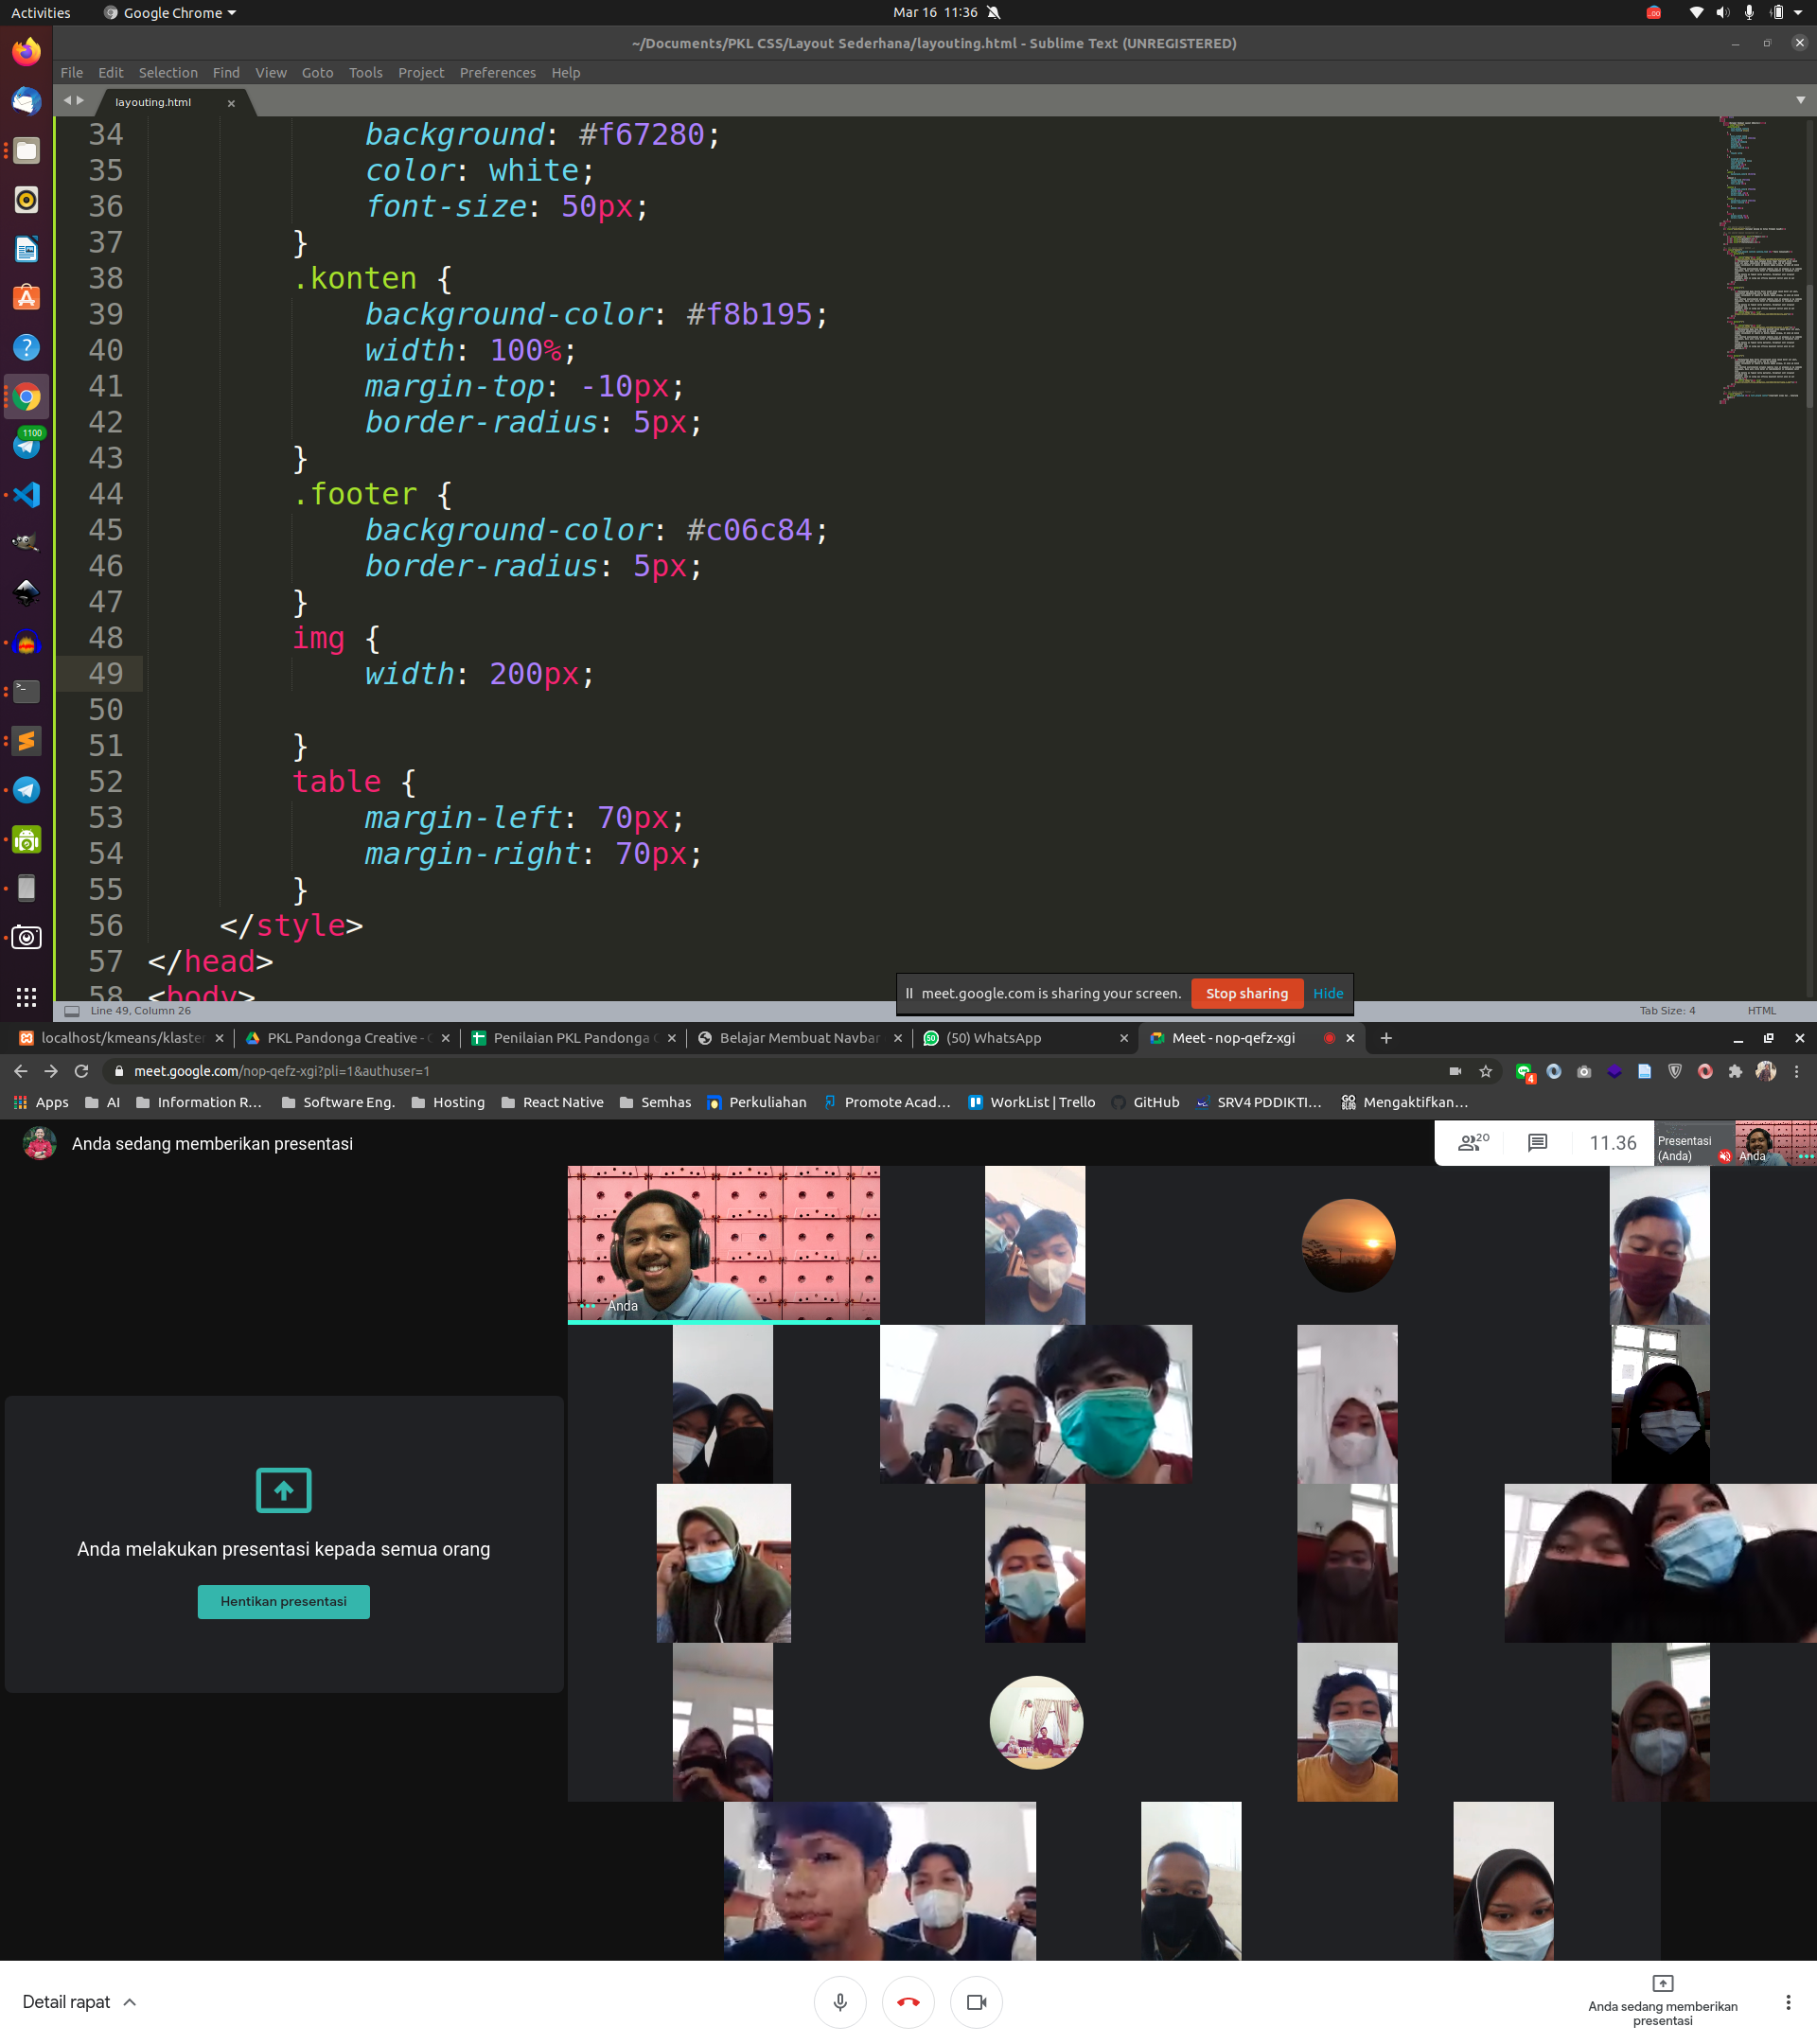 Activities Google Chrome Mar 16 11:36
~/Documents/PKL CSS/Layout Sederhana/layouting.html - Sublime Text (UNREGISTERED)
File Edit Selection Find View Goto Tools Project Preferences Help
layouting.html
34 background: #f67280;
35 color: white;
36 font-size: 50px;
37 }
38 .konten {
39 background-color: #f8b195;
40 width: 100%;
41 margin-top: -10px;
42 border-radius: 5px;
43 }
44 .footer {
45 background-color: #c06c84;
46 border-radius: 5px;
47 }
48 img {
49 width: 200px;
50
51 }
52 table {
53 margin-left: 70px;
54 margin-right: 70px;
55 }
56 </style>
57 </head>
58 <body>
1100
meet.google.com is sharing your screen. Stop sharing Hide
Line 49, Column 26 Tab Size: 4 HTML
localhost/kmeans/klaster PKL Pandonga Creative - Penilaian PKL Pandonga Belajar Membuat Navbar (50) WhatsApp Meet - nop-qefz-xgi
meet.google.com/nop-qefz-xgi?pli=1&authuser=1
4
Apps AI Information R... Software Eng. Hosting React Native Semhas Perkuliahan Promote Acad... WorkList | Trello GitHub SRV4 PDDIKTI... Mengaktifkan...
Anda sedang memberikan presentasi
20 11.36 Presentasi (Anda) Anda
Anda
Anda melakukan presentasi kepada semua orang
Hentikan presentasi
Detail rapat
Anda sedang memberikan
presentasi